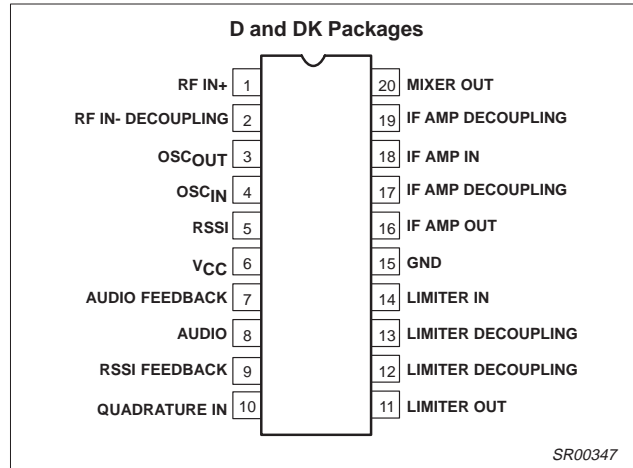 D and DK Packages
RF IN+ 1 20 MIXER OUT
RF IN- DECOUPLING 2 19 IF AMP DECOUPLING
OSCOUT 3 18 IF AMP IN
OSCIN 4 17 IF AMP DECOUPLING
RSSI 5 16 IF AMP OUT
VCC 6 15 GND
AUDIO FEEDBACK 7 14 LIMITER IN
AUDIO 8 13 LIMITER DECOUPLING
RSSI FEEDBACK 9 12 LIMITER DECOUPLING
QUADRATURE IN 10 11 LIMITER OUT
SR00347